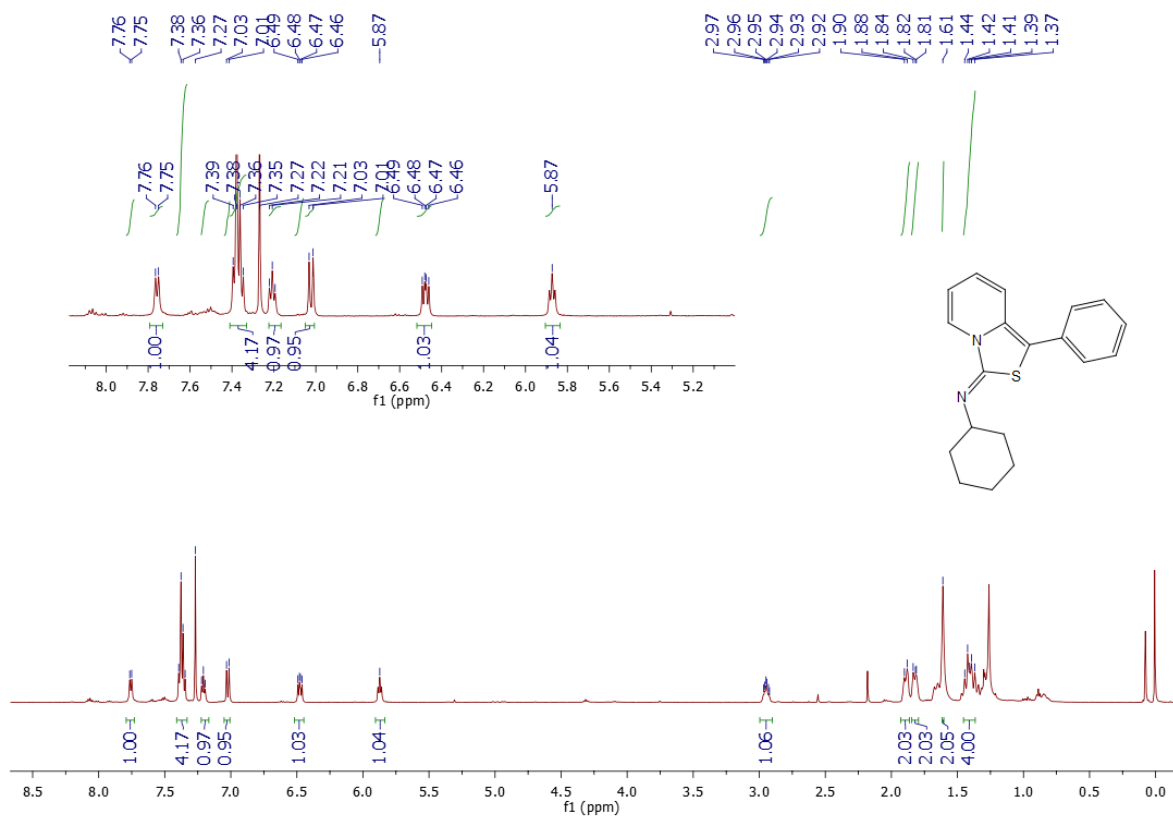 7.76 7.75 7.38 7.36 7.27 7.03 7.01 6.49 6.48 6.47 6.46 5.87 2.97 2.96 2.95 2.94 2.93 2.92 1.90 1.88 1.84 1.82 1.81 1.61 1.44 1.42 1.41 1.39 1.37
7.76 7.75 7.39 7.38 7.36 7.35 7.27 7.22 7.21 7.03 7.01 6.49 6.48 6.47 6.46 5.87
1.00 4.17 0.97 0.95 1.03 1.04
8.0 7.8 7.6 7.4 7.2 7.0 6.8 6.6 6.4 6.2 6.0 5.8 5.6 5.4 5.2
f1 (ppm)
N
S
N
1.00 4.17 0.97 0.95 1.03 1.04 1.06 2.03 2.03 2.05 4.00
8.5 8.0 7.5 7.0 6.5 6.0 5.5 5.0 4.5 4.0 3.5 3.0 2.5 2.0 1.5 1.0 0.5 0.0
f1 (ppm)